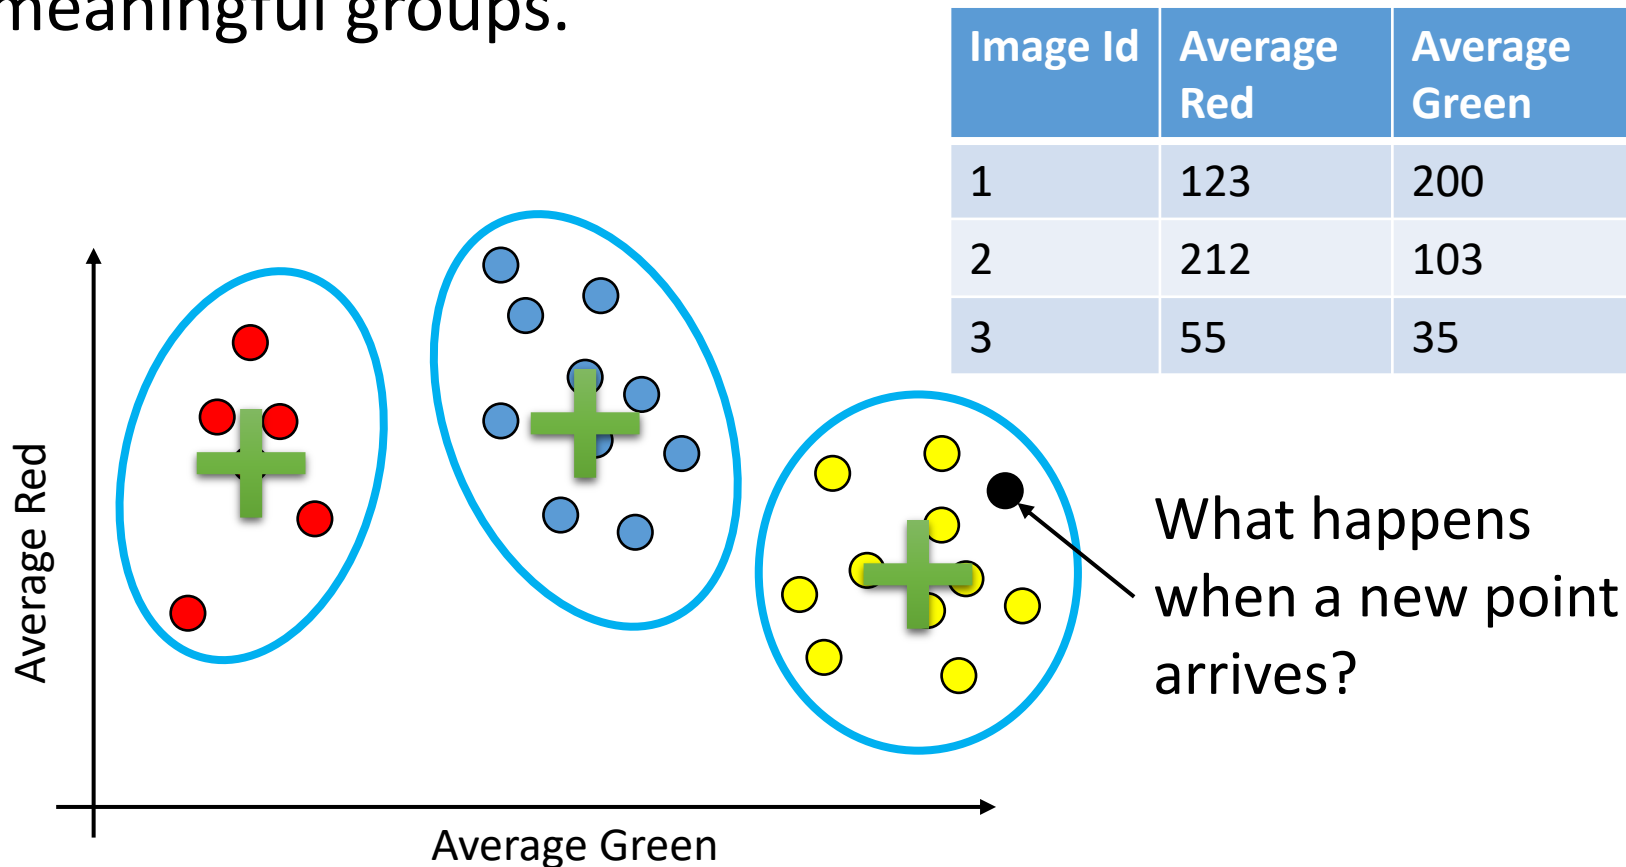 meaningful groups.
Image Id Average Red Average Green
1 123 200
2 212 103
3 55 35
Average Red
What happens
when a new point
arrives?
Average Green